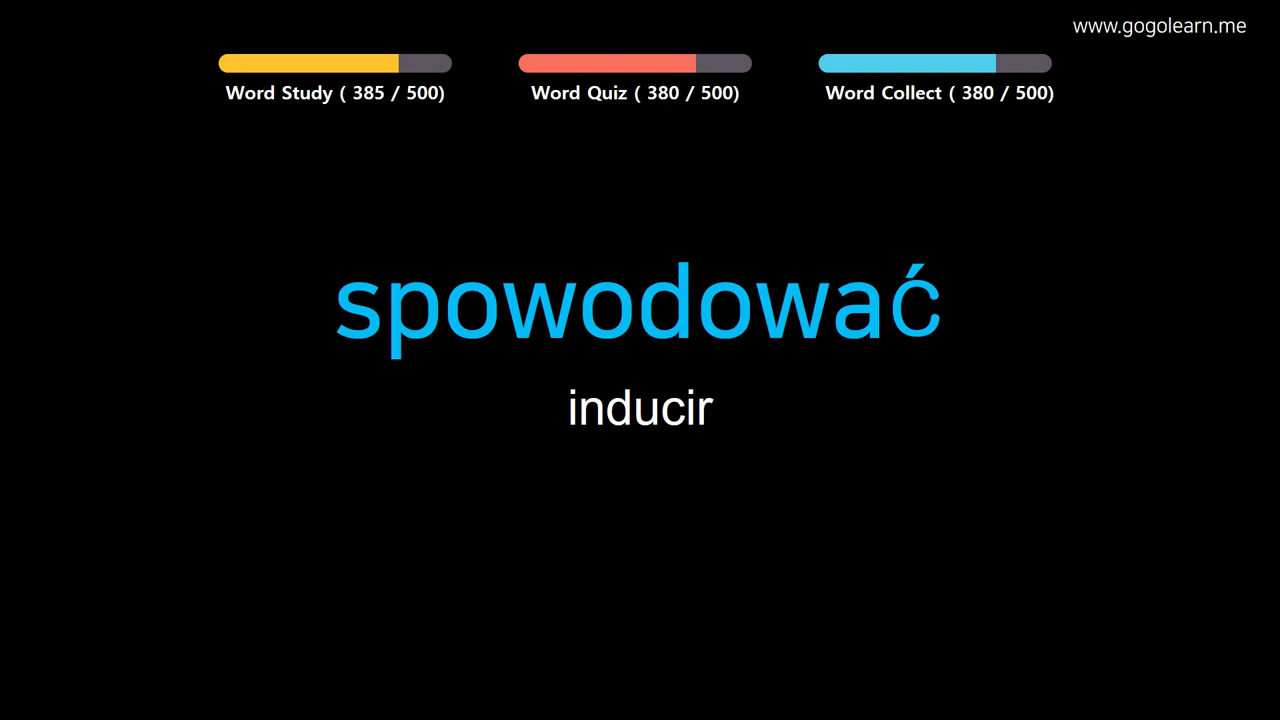 www.gogolearn.me
Word Study ( 385 / 500)
Word Quiz ( 380 / 500)
Word Collect ( 380 / 500)
spowodować
inducir